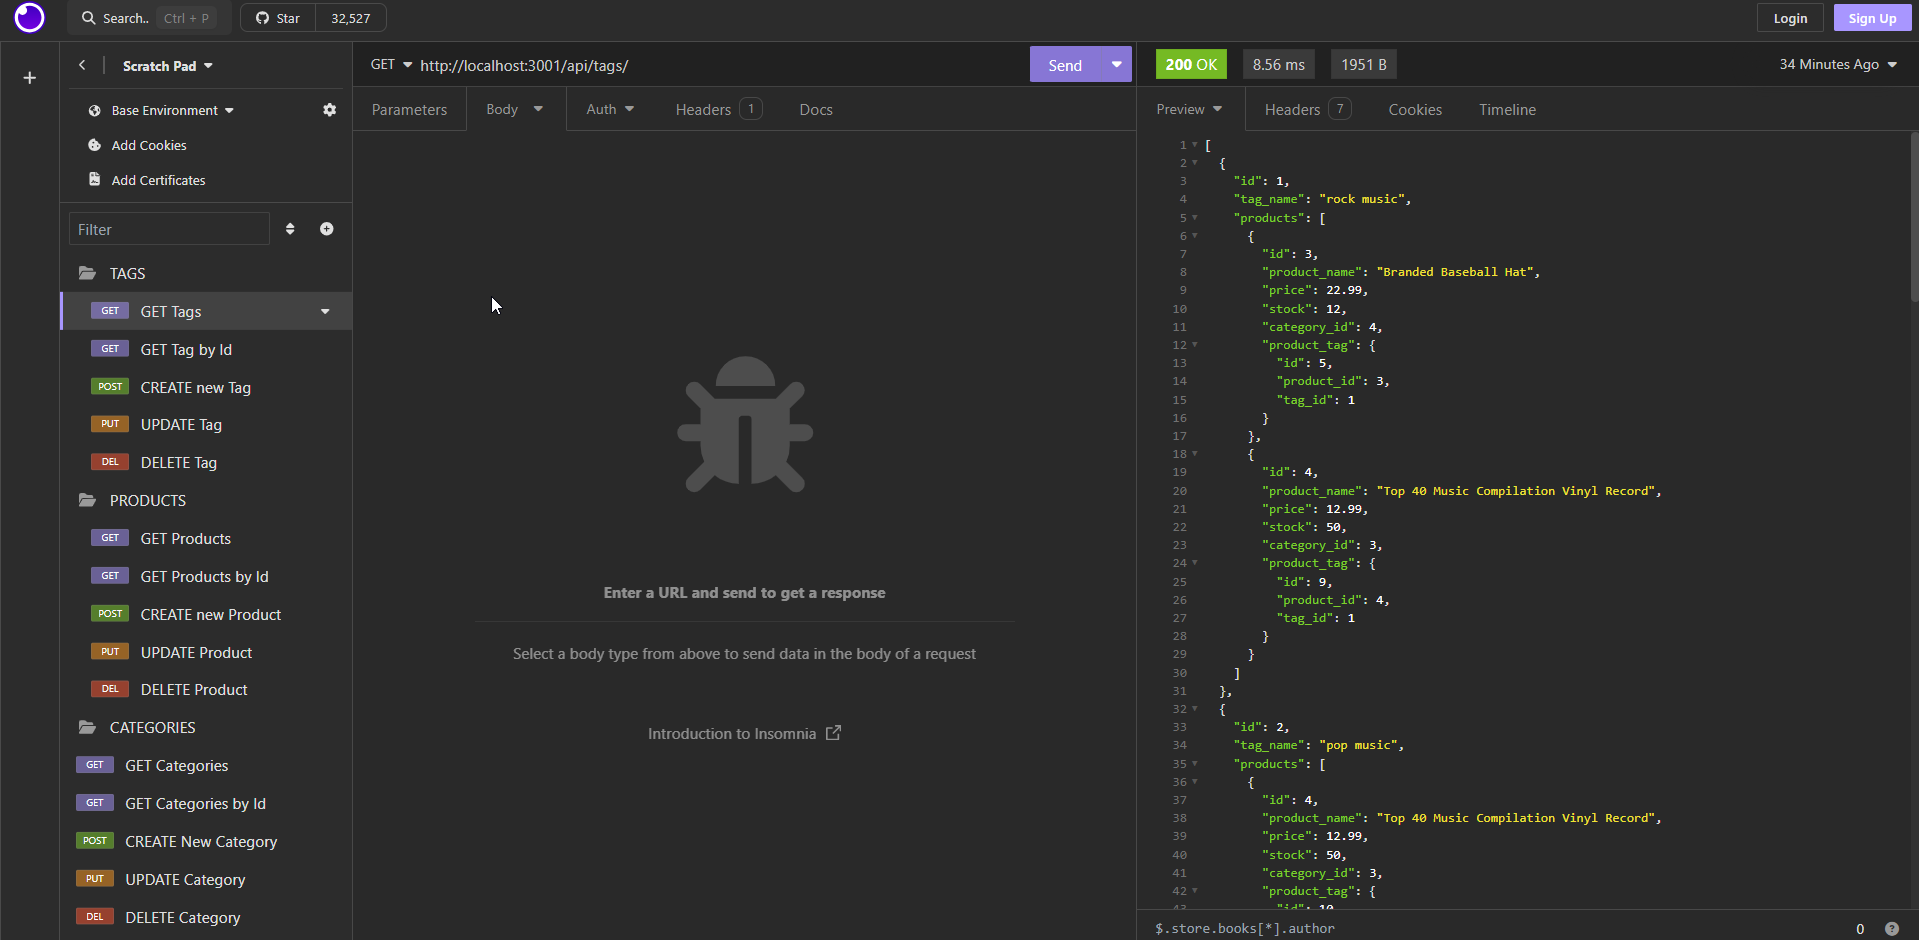 Search.. Ctrl + P
Star 32,527
Login
Sign Up
Scratch Pad
Base Environment
Add Cookies
Add Certificates
Filter
TAGS
GET GET Tags
GET GET Tag by Id
POST CREATE new Tag
PUT UPDATE Tag
DEL DELETE Tag
PRODUCTS
GET GET Products
GET GET Products by Id
POST CREATE new Product
PUT UPDATE Product
DEL DELETE Product
CATEGORIES
GET GET Categories
GET GET Categories by Id
POST CREATE New Category
PUT UPDATE Category
DEL DELETE Category
GET http://localhost:3001/api/tags/
Send
Parameters Body Auth Headers 1 Docs
Enter a URL and send to get a response
Select a body type from above to send data in the body of a request
Introduction to Insomnia
200 OK 8.56 ms 1951 B
34 Minutes Ago
Preview Headers 7 Cookies Timeline
1 [
2 {
3 "id": 1,
4 "tag_name": "rock music",
5 "products": [
6 {
7 "id": 3,
8 "product_name": "Branded Baseball Hat",
9 "price": 22.99,
10 "stock": 12,
11 "category_id": 4,
12 "product_tag": {
13 "id": 5,
14 "product_id": 3,
15 "tag_id": 1
16 }
17 },
18 {
19 "id": 4,
20 "product_name": "Top 40 Music Compilation Vinyl Record",
21 "price": 12.99,
22 "stock": 50,
23 "category_id": 3,
24 "product_tag": {
25 "id": 9,
26 "product_id": 4,
27 "tag_id": 1
28 }
29 }
30 ]
31 },
32 {
33 "id": 2,
34 "tag_name": "pop music",
35 "products": [
36 {
37 "id": 4,
38 "product_name": "Top 40 Music Compilation Vinyl Record",
39 "price": 12.99,
40 "stock": 50,
41 "category_id": 3,
42 "product_tag": {
43 "id": 10
$.store.books[*].author
0